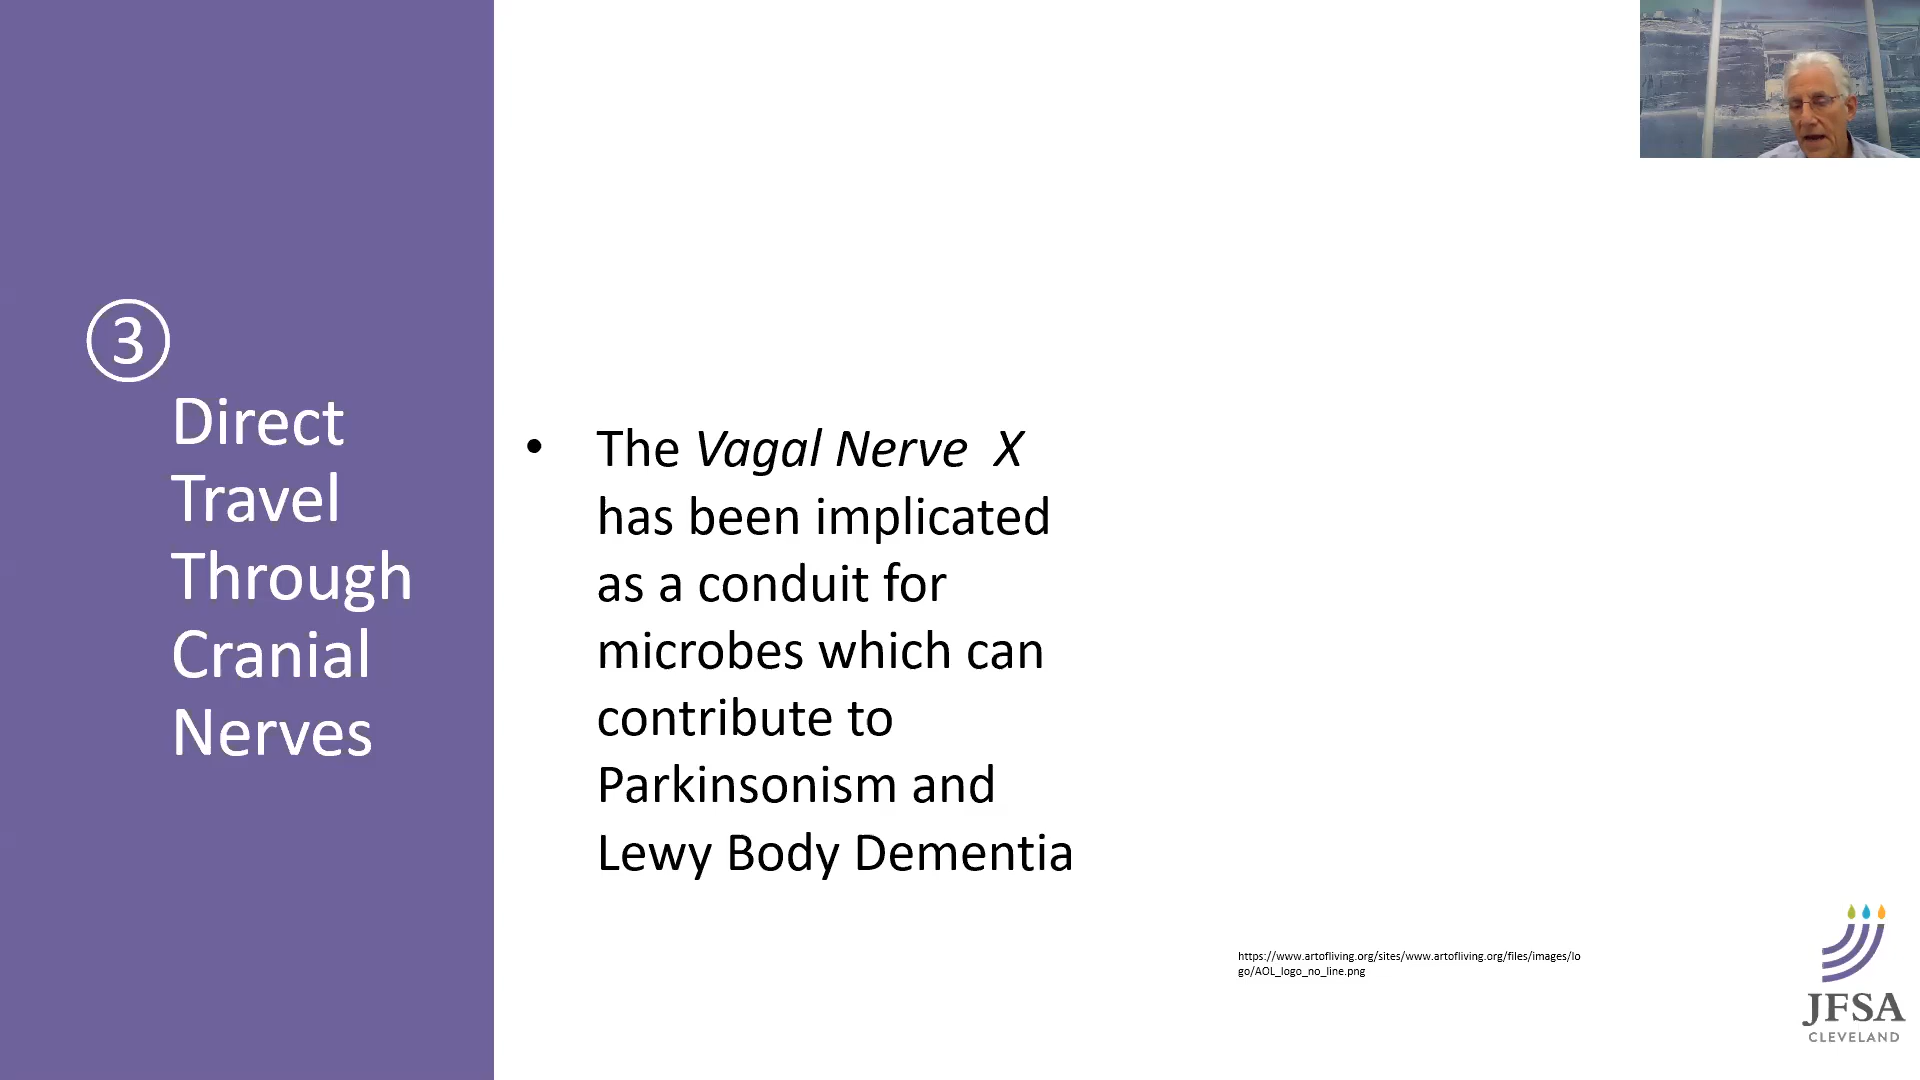 ③
Direct
Travel
Through
Cranial
Nerves
• The Vagal Nerve  X
has been implicated
as a conduit for
microbes which can
contribute to
Parkinsonism and
Lewy Body Dementia
https://www.artofliving.org/sites/www.artofliving.org/files/images/lo
go/AOL_logo_no_line.png
JFSA
CLEVELAND